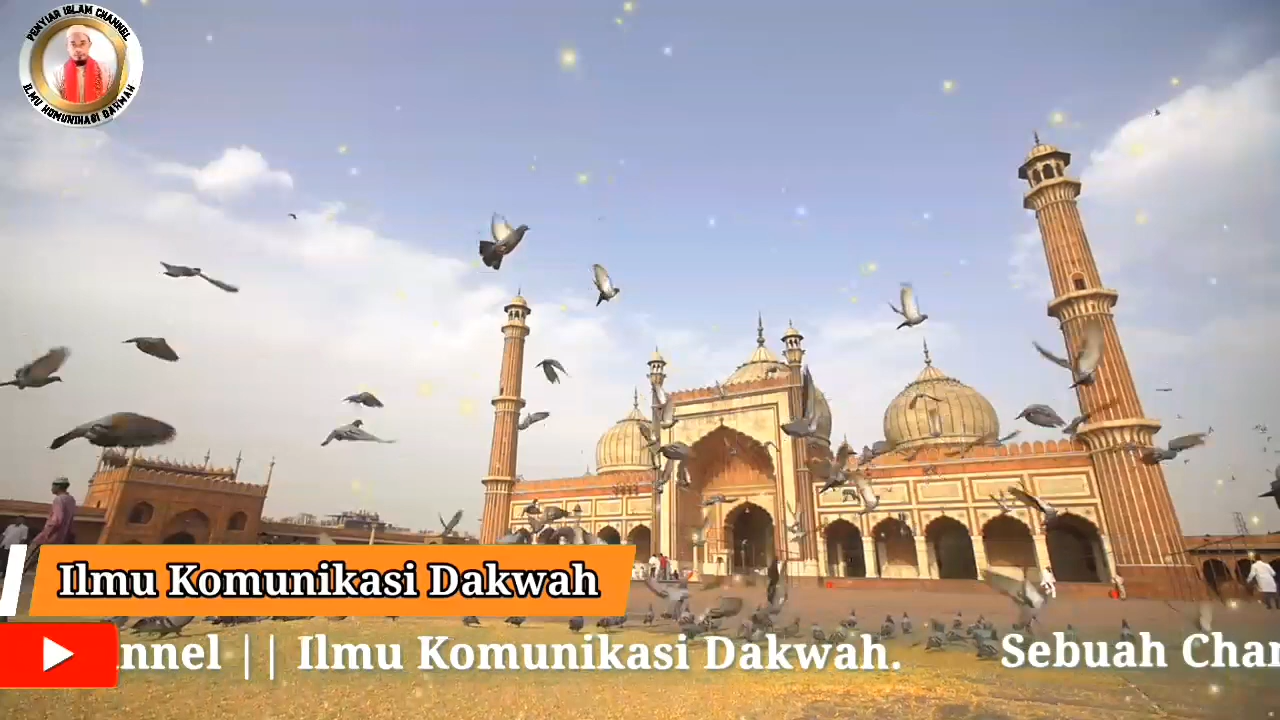 PENYIAR ISLAM CHANNEL
ILMU KOMUNIKASI DAKWAH
Ilmu Komunikasi Dakwah
nnel || Ilmu Komunikasi Dakwah. Sebuah Chan